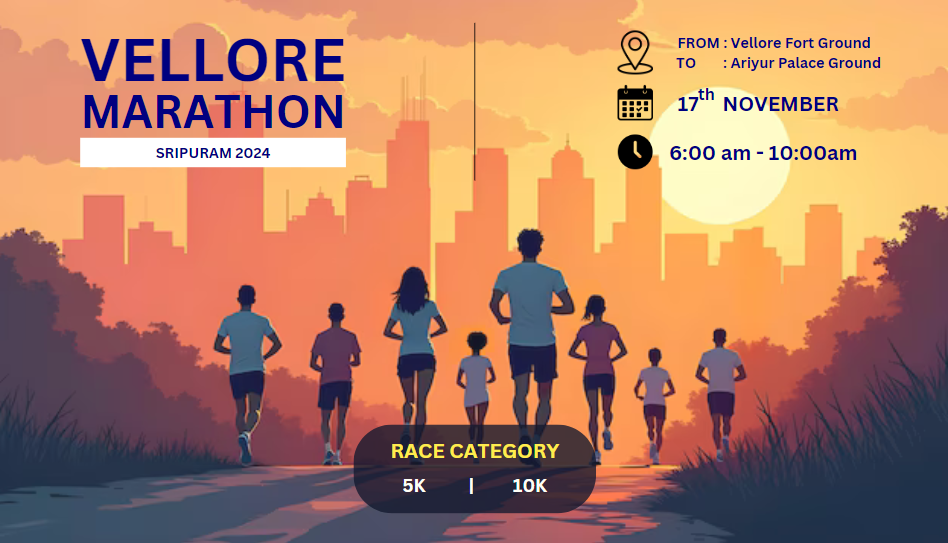 VELLORE
MARATHON
SRIPURAM 2024
FROM : Vellore Fort Ground
TO : Ariyur Palace Ground
17th NOVEMBER
6:00 am - 10:00am
RACE CATEGORY
5K | 10K